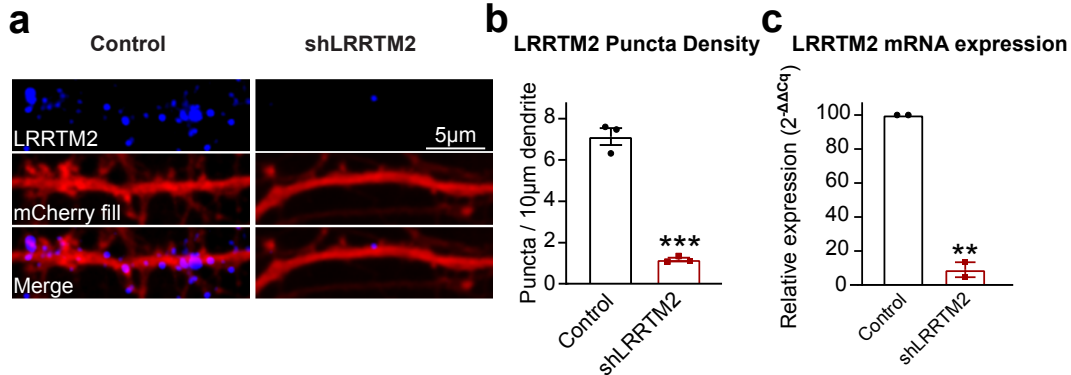 a
Control
shLRRTM2
LRRTM2
5µm
mCherry fill
Merge
b
LRRTM2 Puncta Density
Puncta / 10µm dendrite
8
6
4
2
0
***
Control
shLRRTM2
c
LRRTM2 mRNA expression
Relative expression (2^-ΔΔCq)
100
80
60
40
20
0
**
Control
shLRRTM2